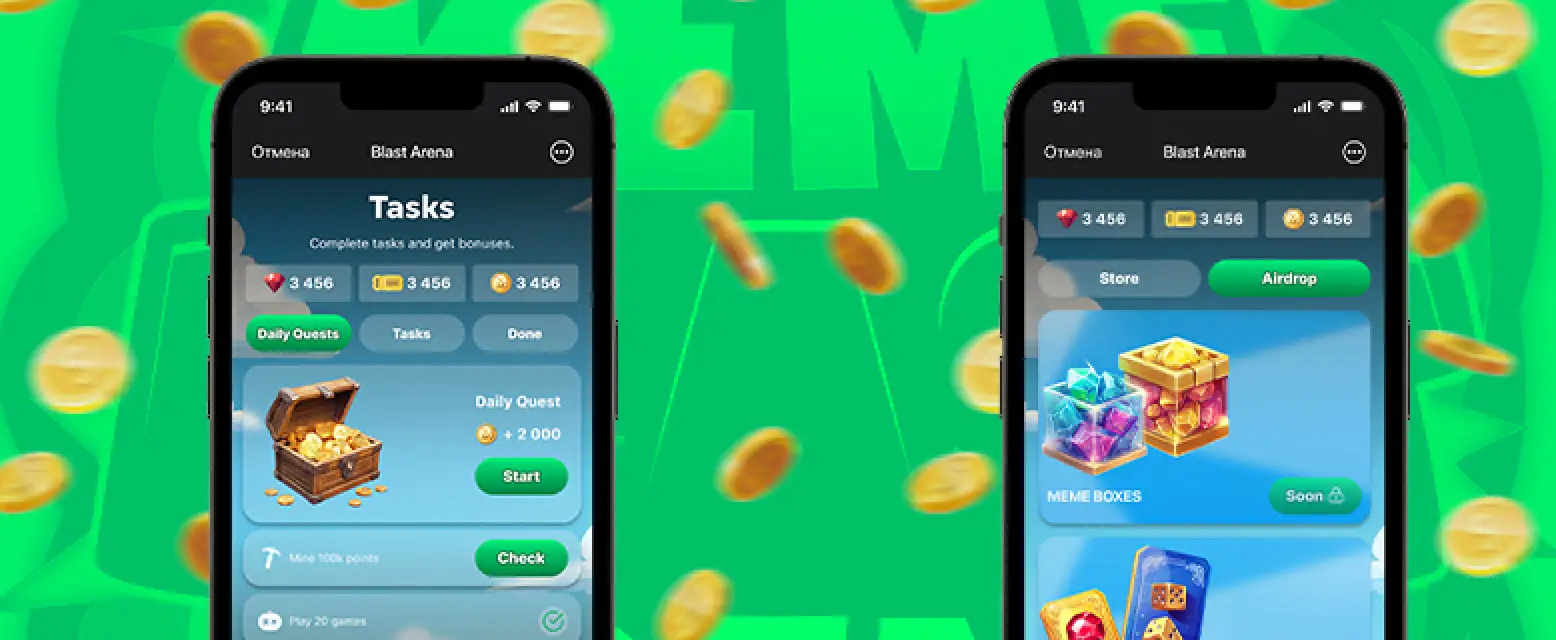 MEM
9:41
Отмена
Blast Arena
Tasks
Complete tasks and get bonuses.
3 456
3 456
3 456
Daily Quests
Tasks
Done
Daily Quest
+ 2 000
Start
Mine 100k points
Check
Play 20 games
9:41
Отмена
Blast Arena
3 456
3 456
3 456
Store
Airdrop
MEME BOXES
Soon